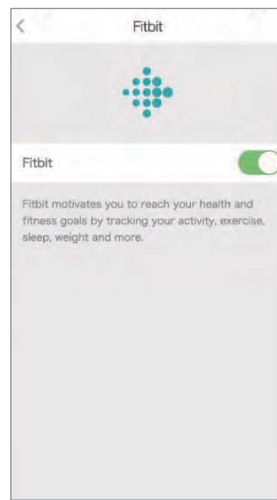 Fitbit
Fitbit
Fitbit motivates you to reach your health and
fitness goals by tracking your activity, exercise,
sleep, weight and more.